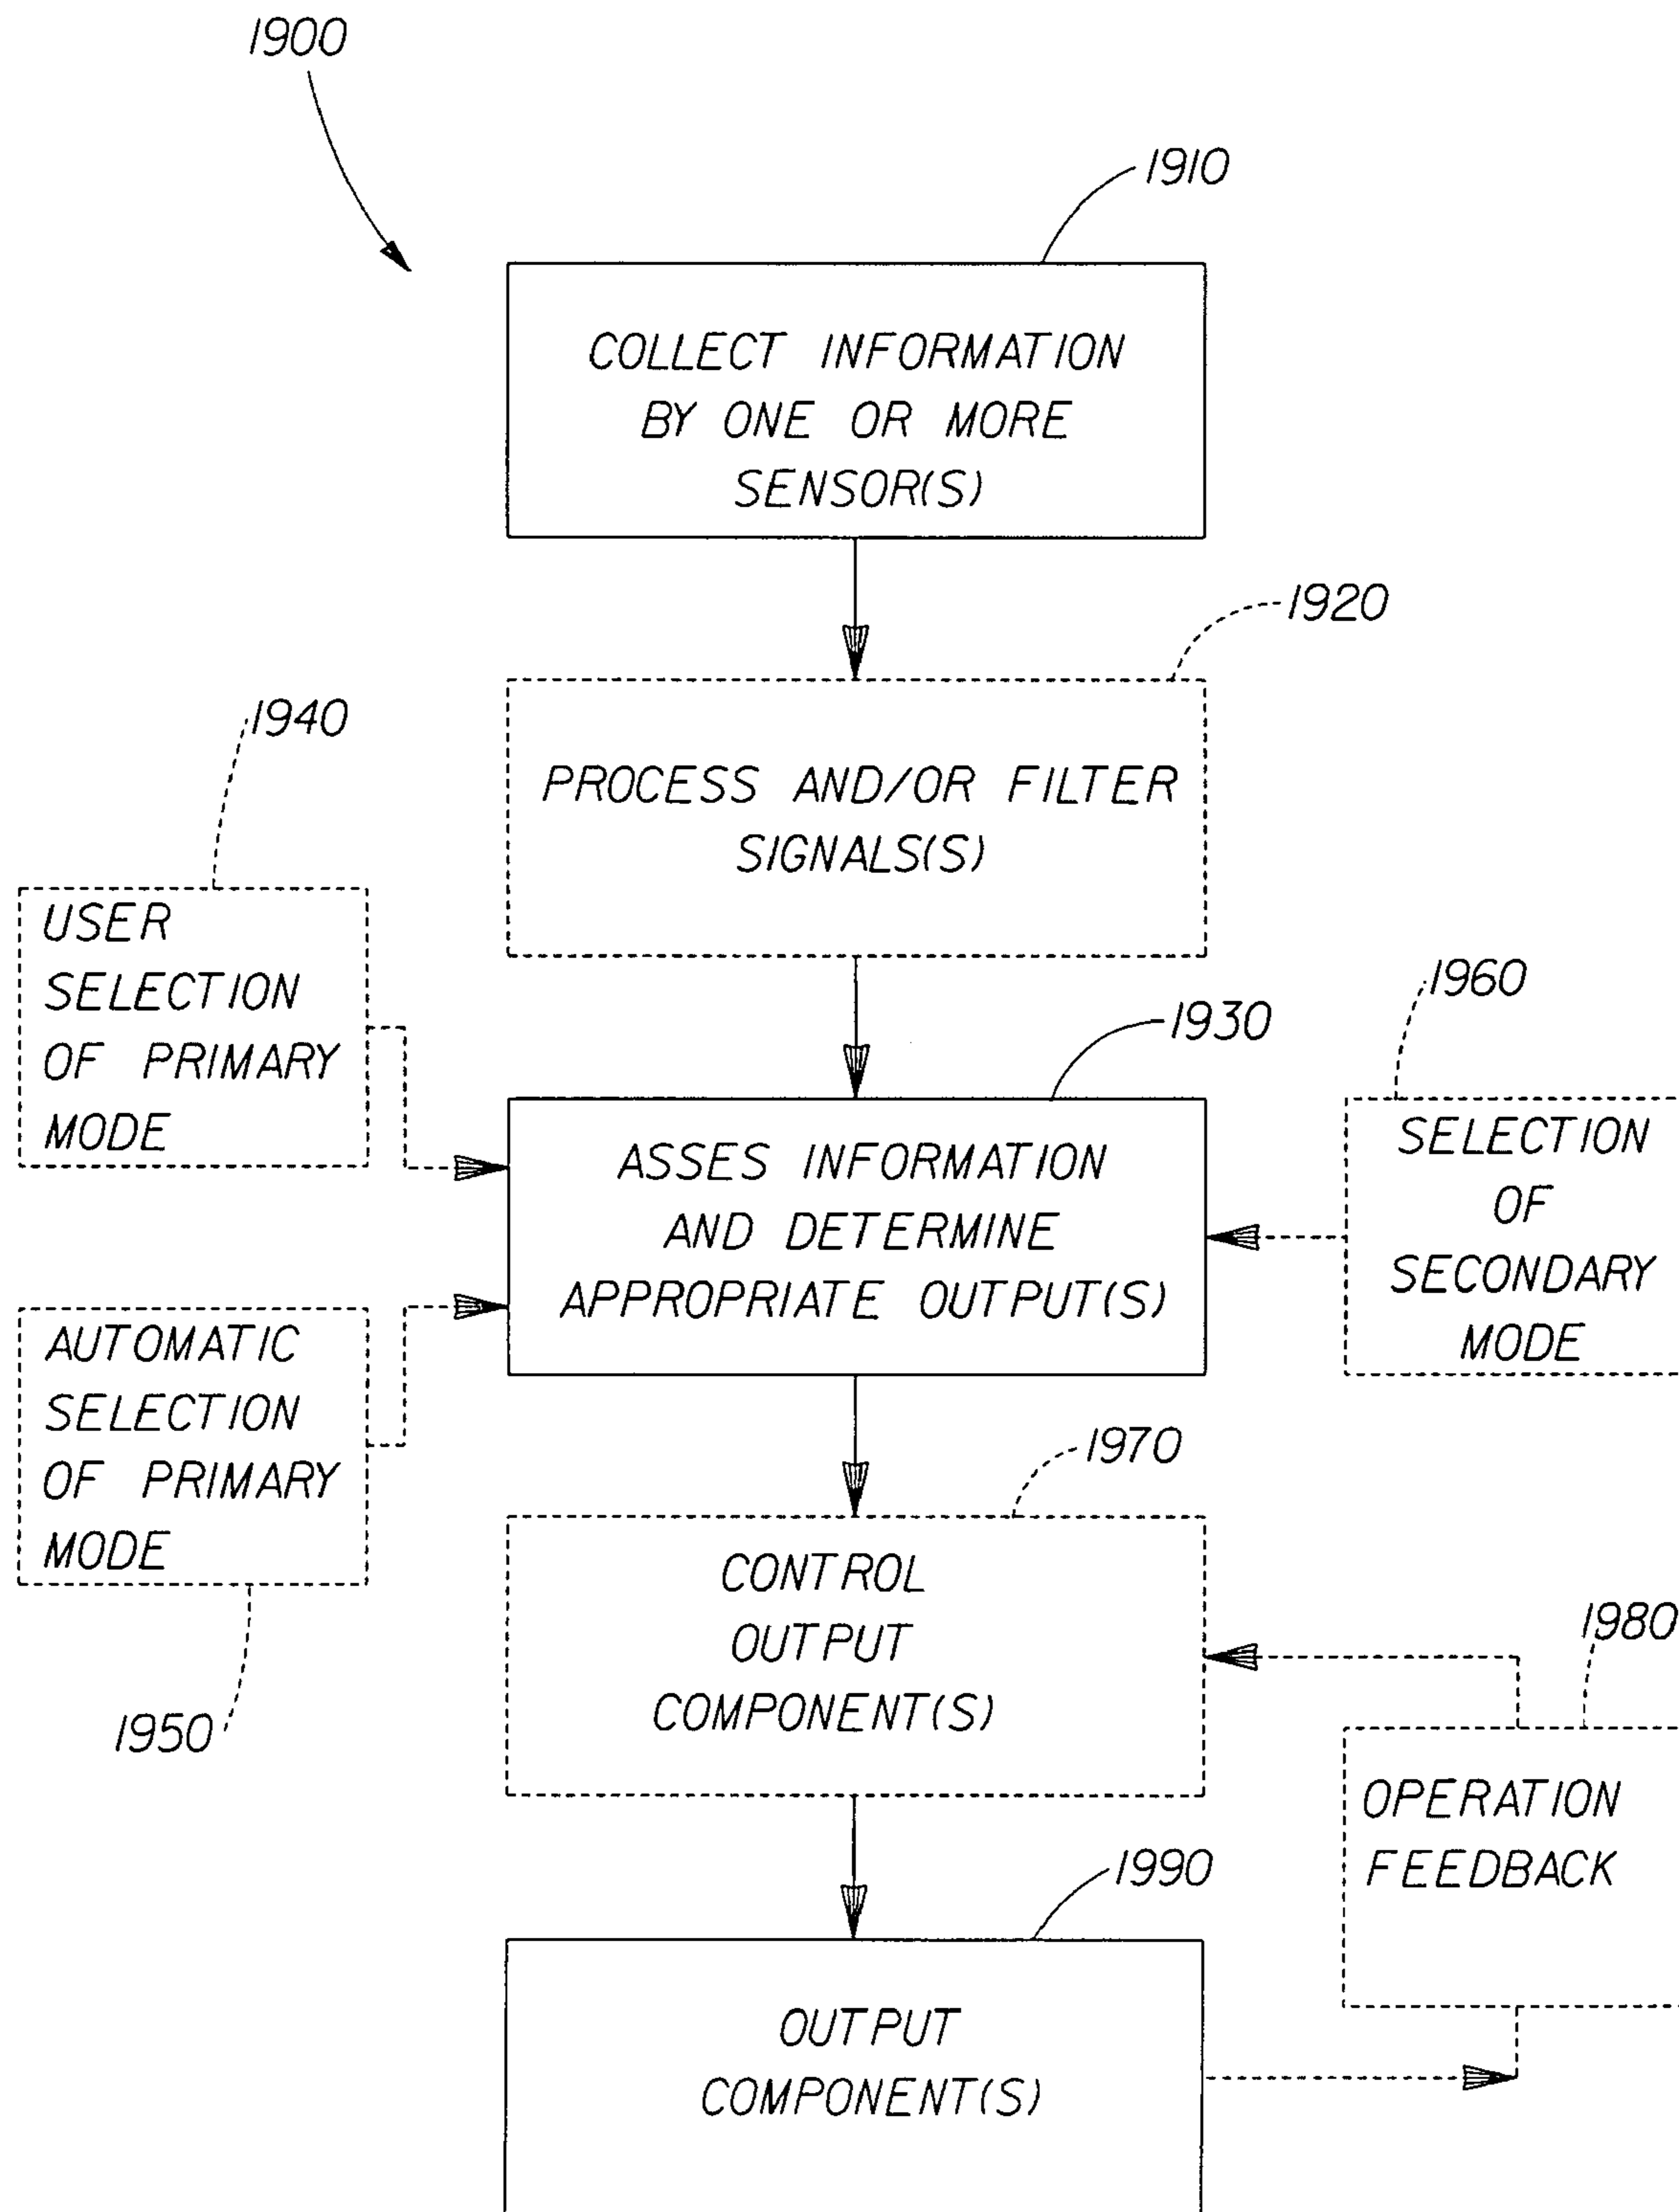 1900
1910
COLLECT INFORMATION
BY ONE OR MORE
SENSOR(S)
1920
PROCESS AND/OR FILTER
SIGNALS(S)
1940
USER
SELECTION
OF PRIMARY
MODE
1960
SELECTION
OF
SECONDARY
MODE
1930
ASSES INFORMATION
AND DETERMINE
APPROPRIATE OUTPUT(S)
AUTOMATIC
SELECTION
OF PRIMARY
MODE
1950
1970
CONTROL
OUTPUT
COMPONENT(S)
1980
OPERATION
FEEDBACK
1990
OUTPUT
COMPONENT(S)